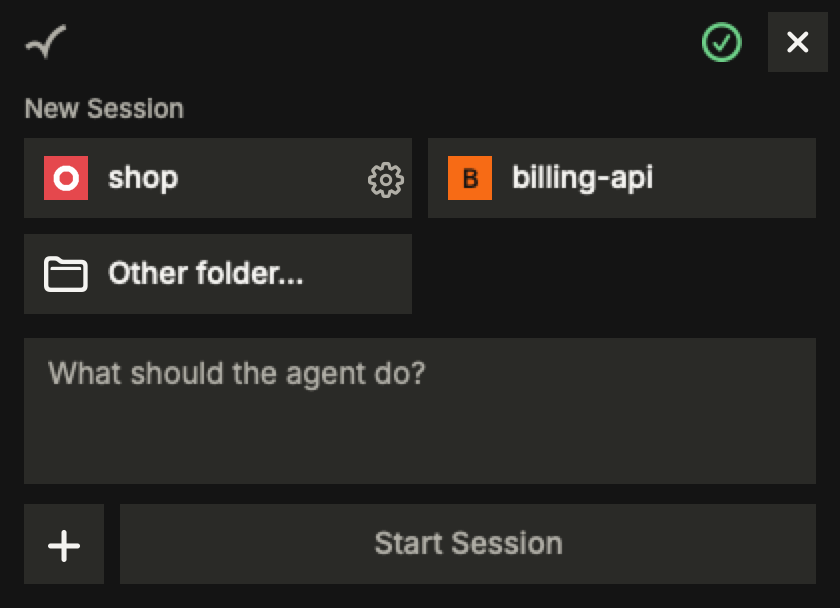 New Session
shop
B billing-api
Other folder...
What should the agent do?
Start Session